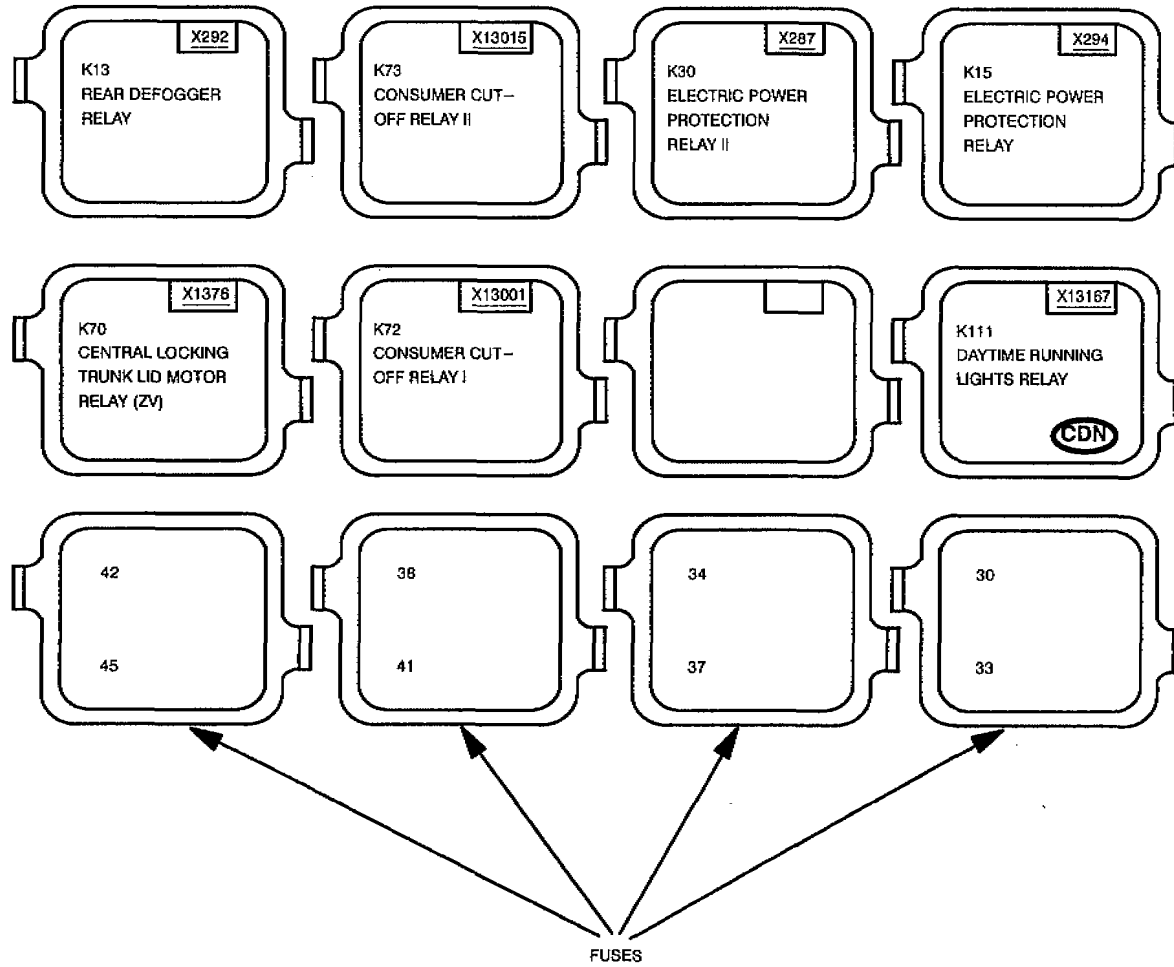 X292
K13
REAR DEFOGGER
RELAY
X13015
K73
CONSUMER CUT–
OFF RELAY II
X287
K30
ELECTRIC POWER
PROTECTION
RELAY II
X294
K15
ELECTRIC POWER
PROTECTION
RELAY
X1376
K70
CENTRAL LOCKING
TRUNK LID MOTOR
RELAY (ZV)
X13001
K72
CONSUMER CUT–
OFF RELAY I
X13167
K111
DAYTIME RUNNING
LIGHTS RELAY
CDN
42
45
38
41
34
37
30
33
FUSES